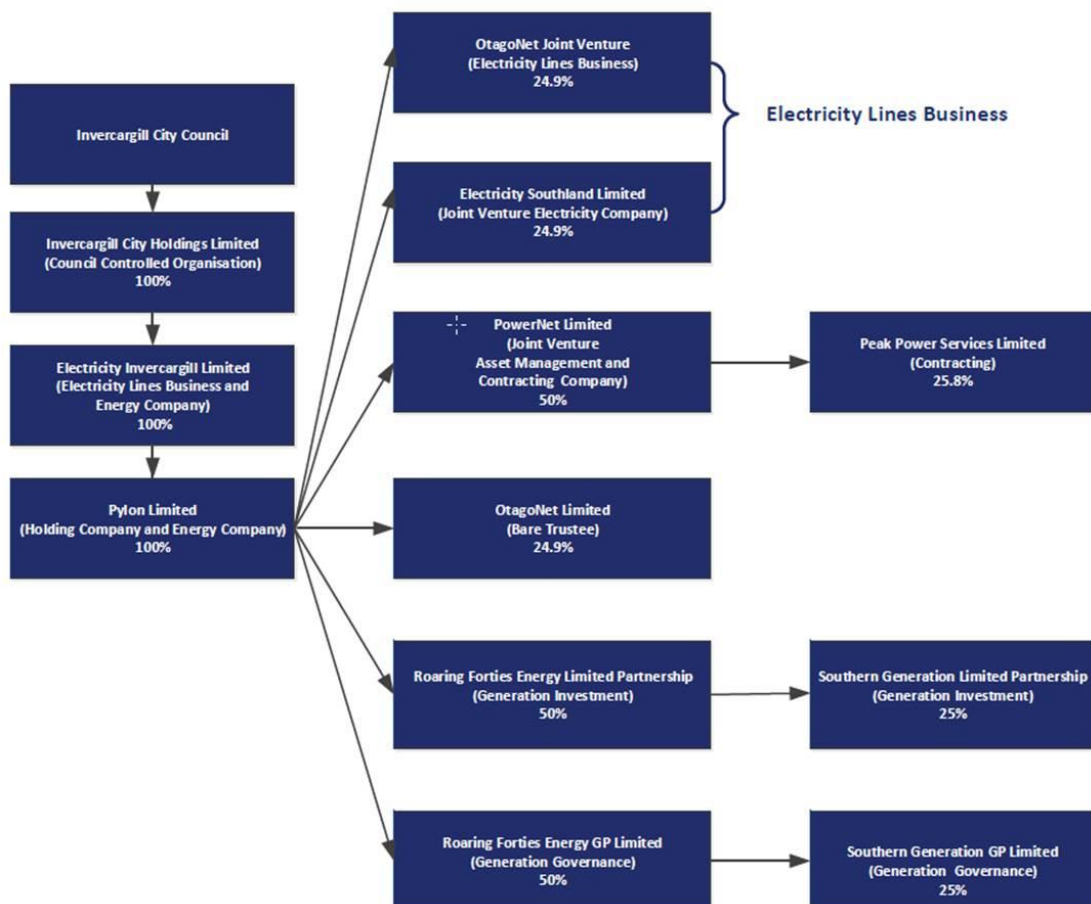 Invercargill City Council
Invercargill City Holdings Limited
(Council Controlled Organisation)
100%
Electricity Invercargill Limited
(Electricity Lines Business and
Energy Company)
100%
Pylon Limited
(Holding Company and Energy Company)
100%
OtagoNet Joint Venture
(Electricity Lines Business)
24.9%
Electricity Southland Limited
(Joint Venture Electricity Company)
24.9%
Electricity Lines Business
PowerNet Limited
(Joint Venture
Asset Management and
Contracting Company)
50%
Peak Power Services Limited
(Contracting)
25.8%
OtagoNet Limited
(Bare Trustee)
24.9%
Roaring Forties Energy Limited Partnership
(Generation Investment)
50%
Southern Generation Limited Partnership
(Generation Investment)
25%
Roaring Forties Energy GP Limited
(Generation Governance)
50%
Southern Generation GP Limited
(Generation Governance)
25%